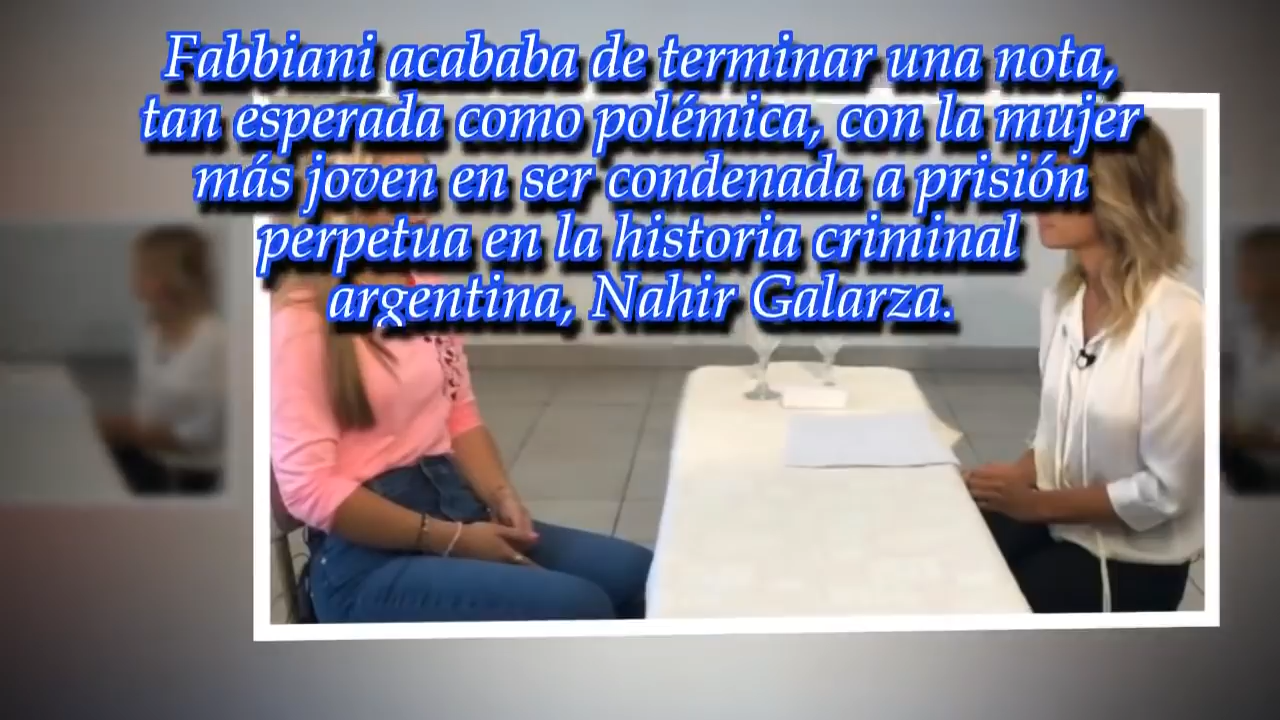 Fabbiani acababa de terminar una nota,
tan esperada como polémica, con la mujer
más joven en ser condenada a prisión
perpetua en la historia criminal
argentina, Nahir Galarza.